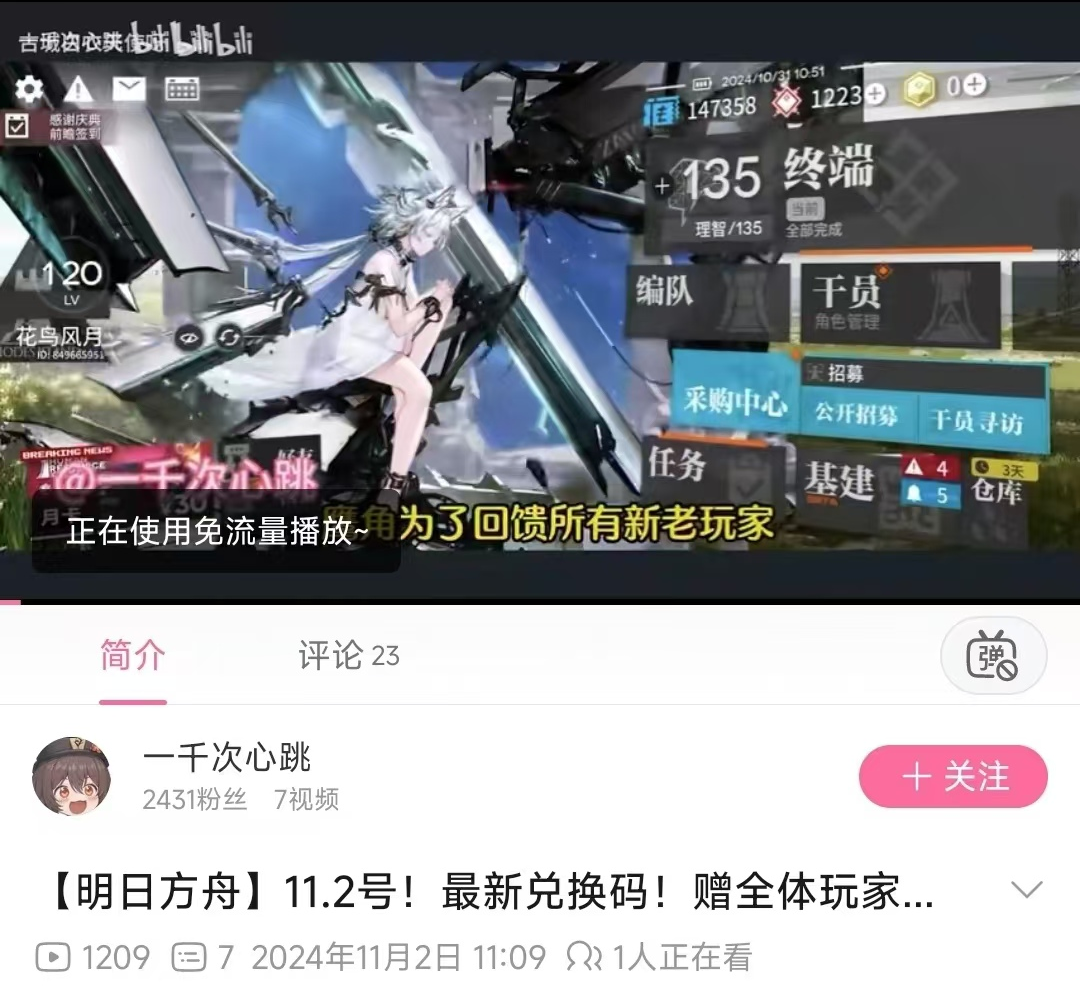 bilibili
2024/10/31 10:51
147358
1223
0
感谢庆典
前瞻签到
135
理智/135
终端
当前
全部完成
120
LV
花鸟风月
ID:849665951
编队
干员
角色管理
采购中心
招募
公开招募
干员寻访
任务
基建
4
5
3天
仓库
BREAKING NEWS
@一千次心跳
正在使用免流量播放~
鹰角为了回馈所有新老玩家
简介
评论 23
弹
一千次心跳
2431粉丝 7视频
+ 关注
【明日方舟】11.2号！最新兑换码！赠全体玩家...
1209 7 2024年11月2日 11:09 1人正在看